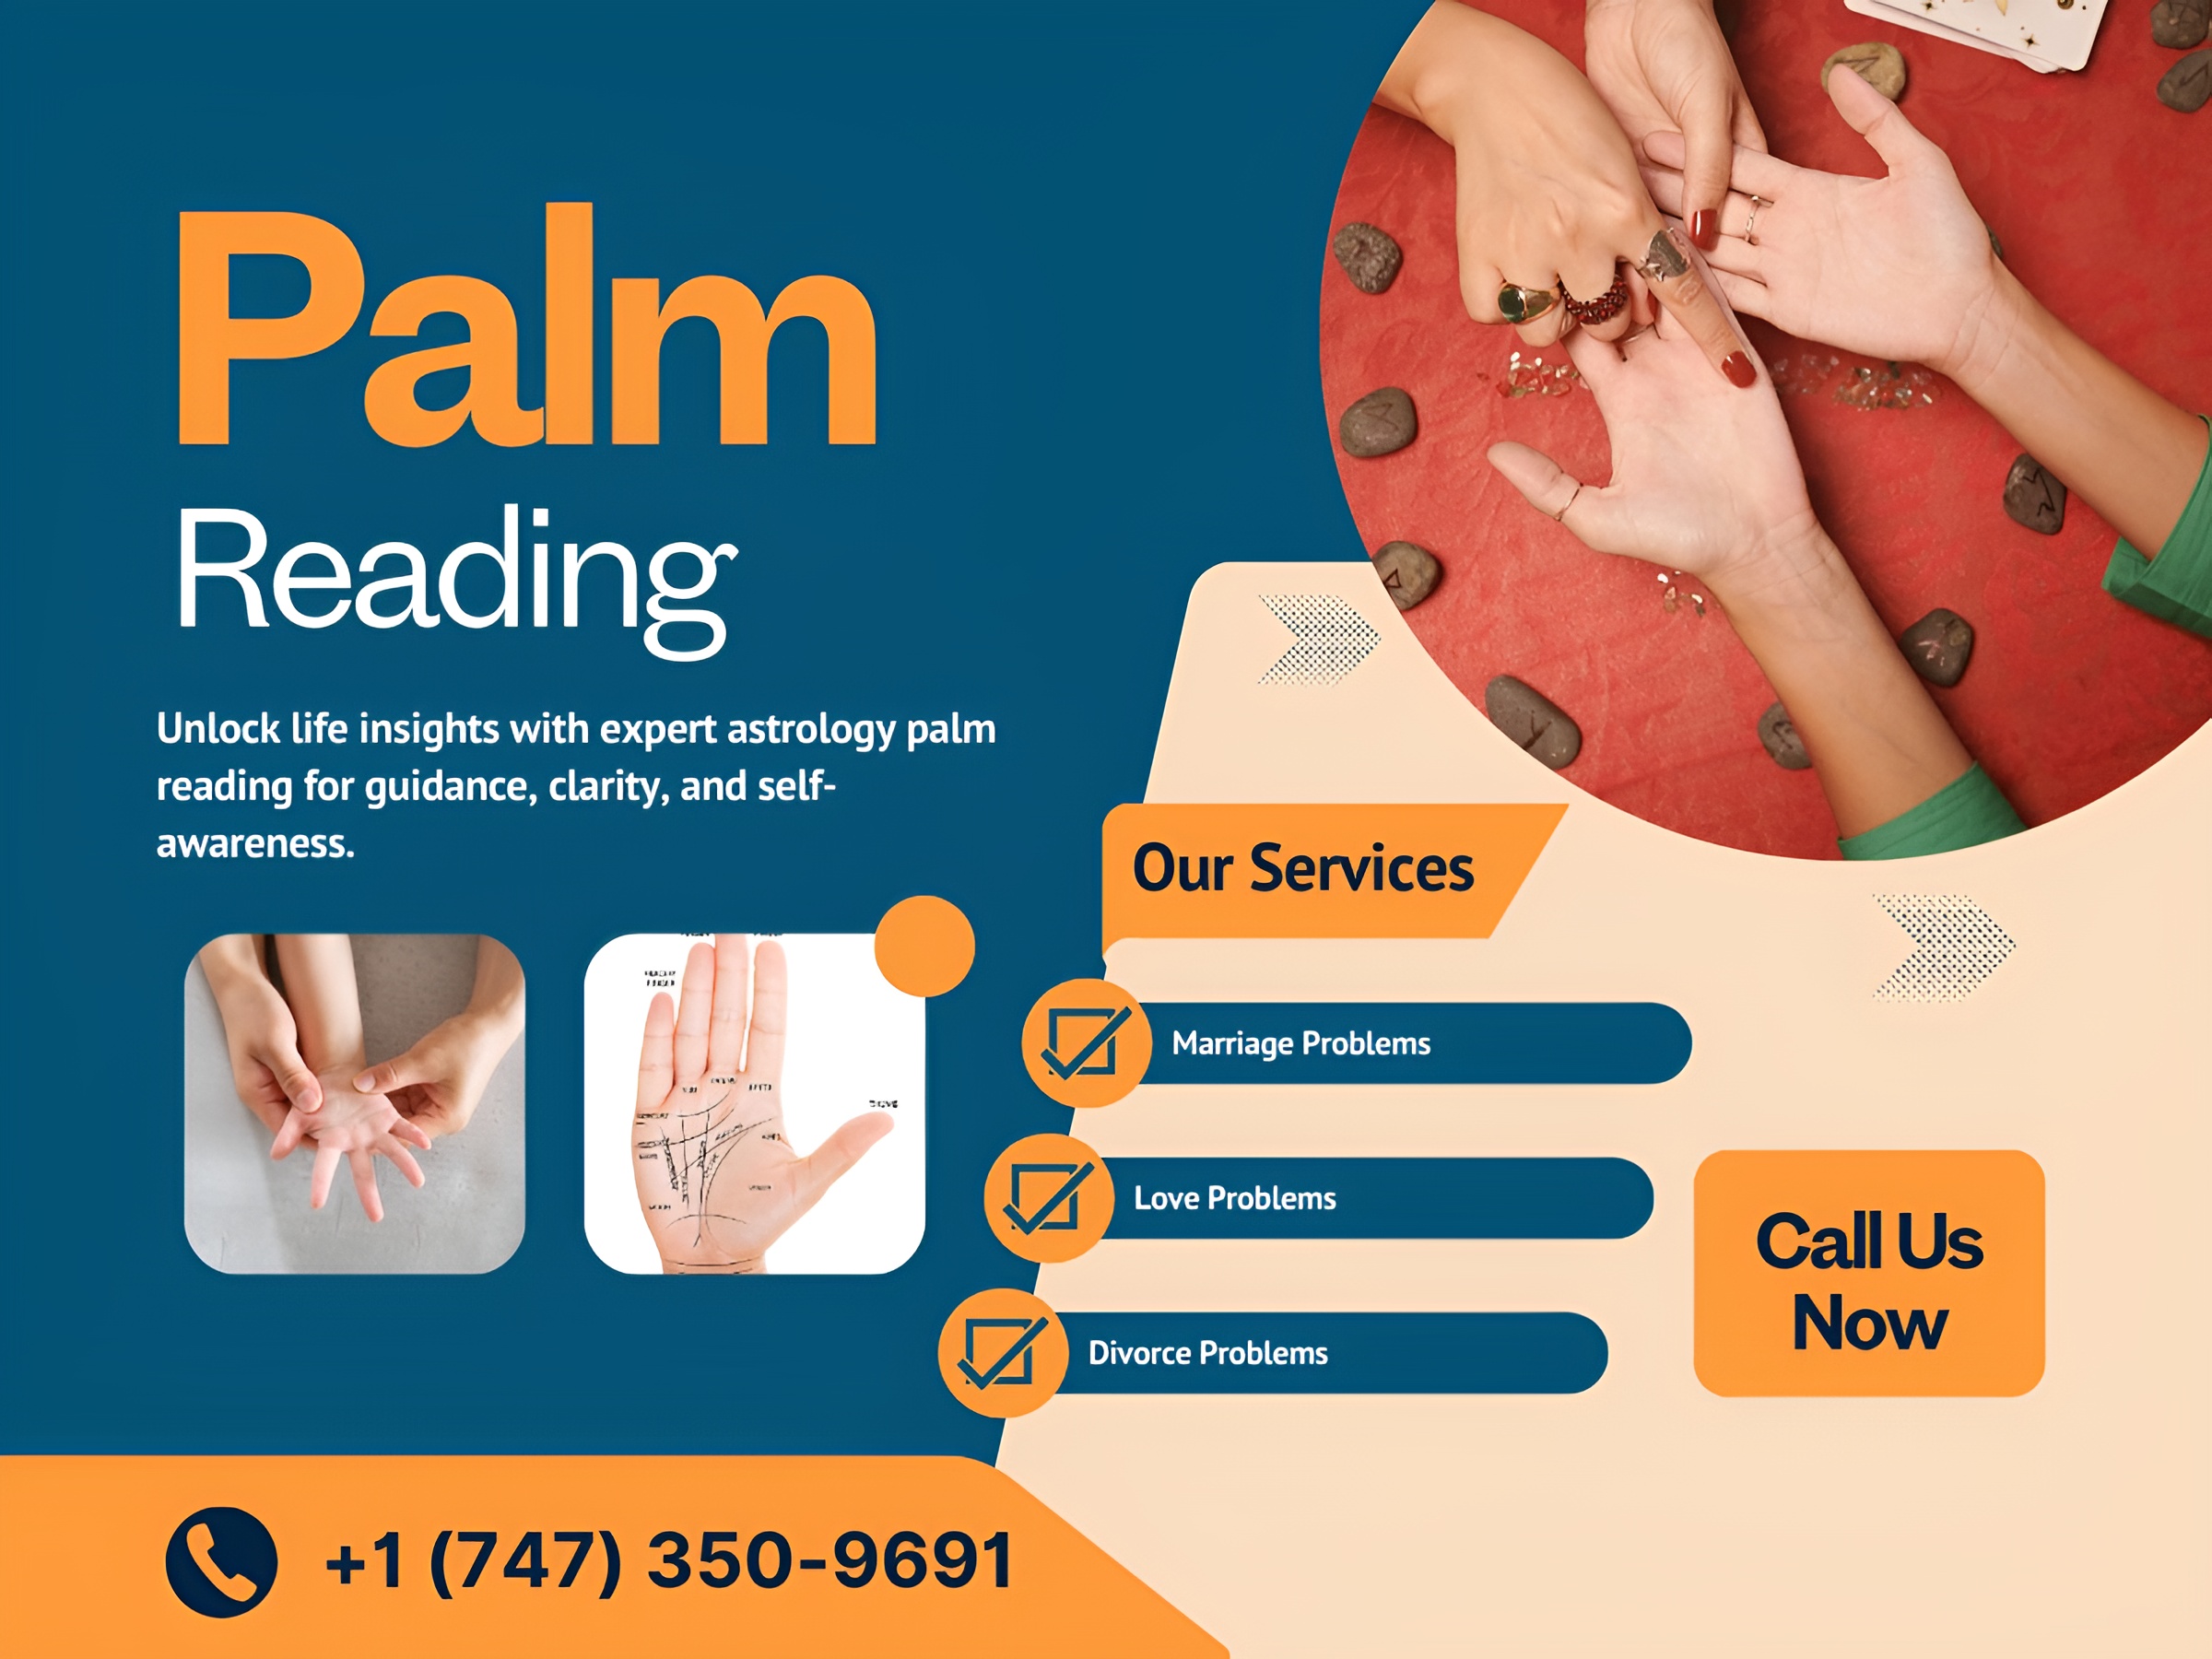 Palm
Reading
Unlock life insights with expert astrology palm
reading for guidance, clarity, and self-
awareness.
Our Services
Marriage Problems
Love Problems
Divorce Problems
Call Us
Now
+1 (747) 350-9691